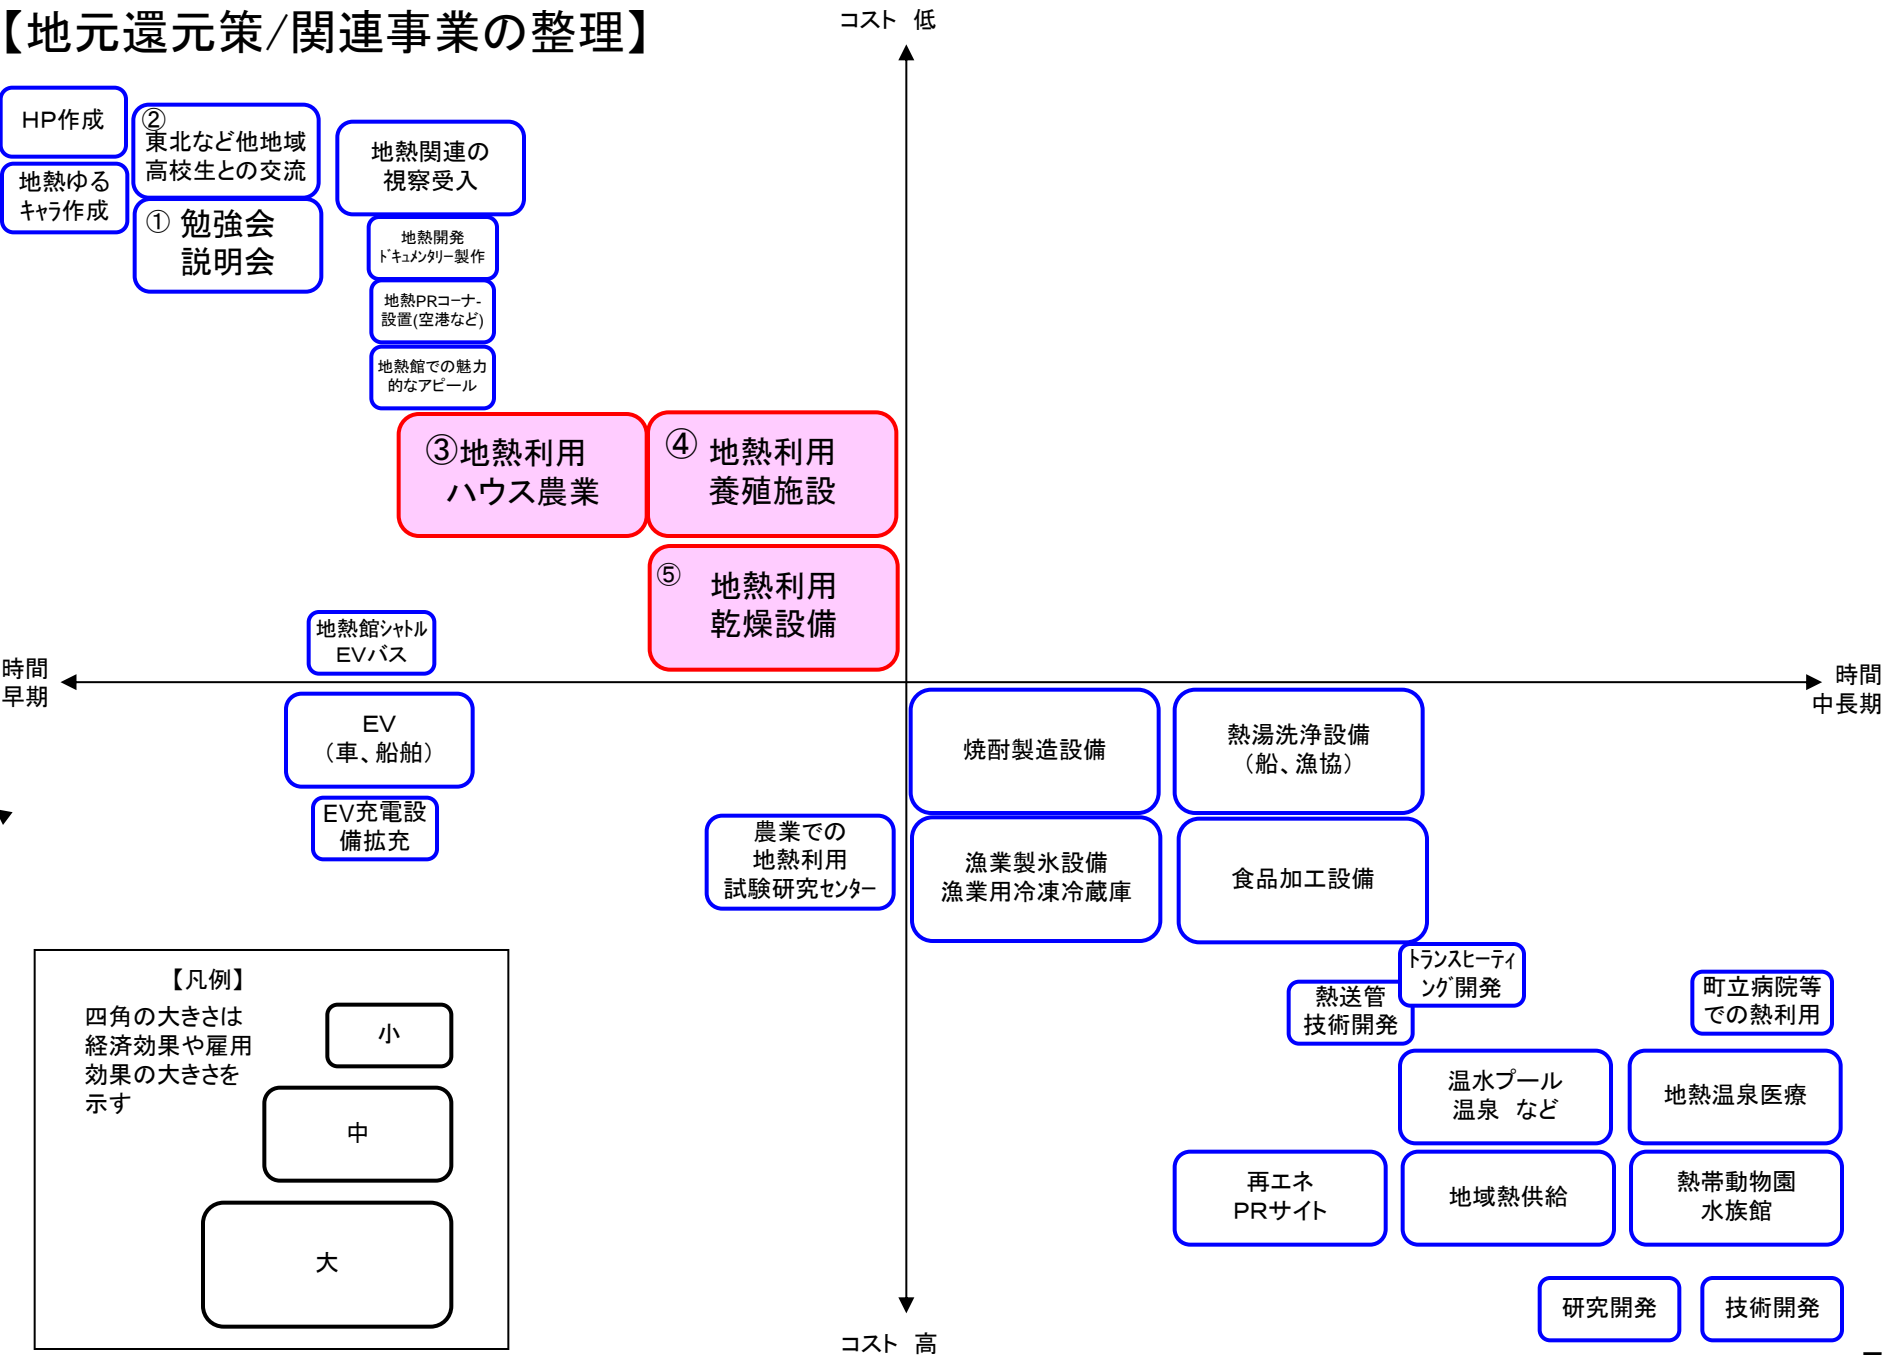 【地元還元策/関連事業の整理】
コスト 低
HP作成
地熱ゆる
キャラ作成
②
東北など他地域
高校生との交流
① 勉強会
説明会
地熱関連の
視察受入
地熱開発
ドキュメンタリー製作
地熱PRコーナ-
設置(空港など)
地熱館での魅力
的なアピール
③地熱利用
ハウス農業
④ 地熱利用
養殖施設
⑤ 地熱利用
乾燥設備
地熱館シャトル
EVバス
時間
早期
時間
中長期
EV
(車、船舶)
EV充電設
備拡充
農業での
地熱利用
試験研究センター
焼酎製造設備
熱湯洗浄設備
(船、漁協)
漁業製氷設備
漁業用冷凍冷蔵庫
食品加工設備
トランスヒーティ
ング開発
熱送管
技術開発
町立病院等
での熱利用
温水プール
温泉 など
地熱温泉医療
再エネ
PRサイト
地域熱供給
熱帯動物園
水族館
研究開発
技術開発
コスト 高
【凡例】
四角の大きさは
経済効果や雇用
効果の大きさを
示す
小
中
大